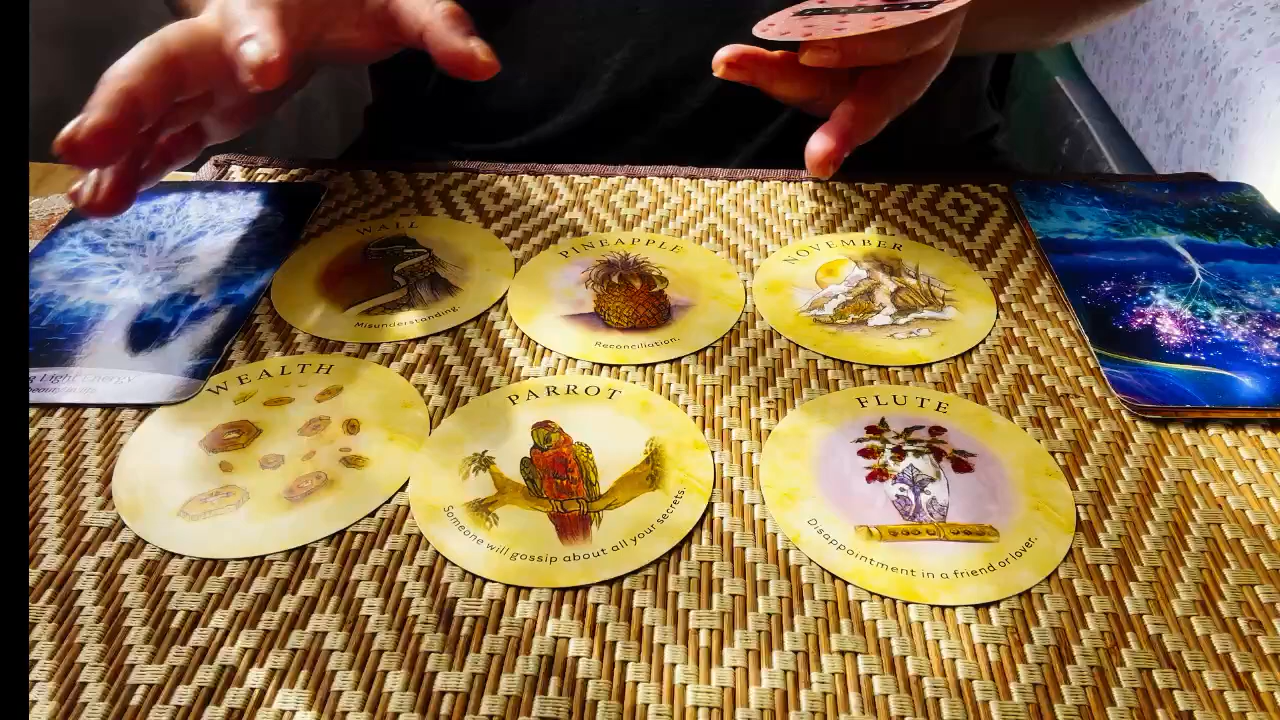 WALL
Misunderstanding.
PINEAPPLE
Reconciliation.
NOVEMBER
Light Energy
WEALTH
PARROT
Someone will gossip about all your secrets.
FLUTE
Disappointment in a friend or lover.